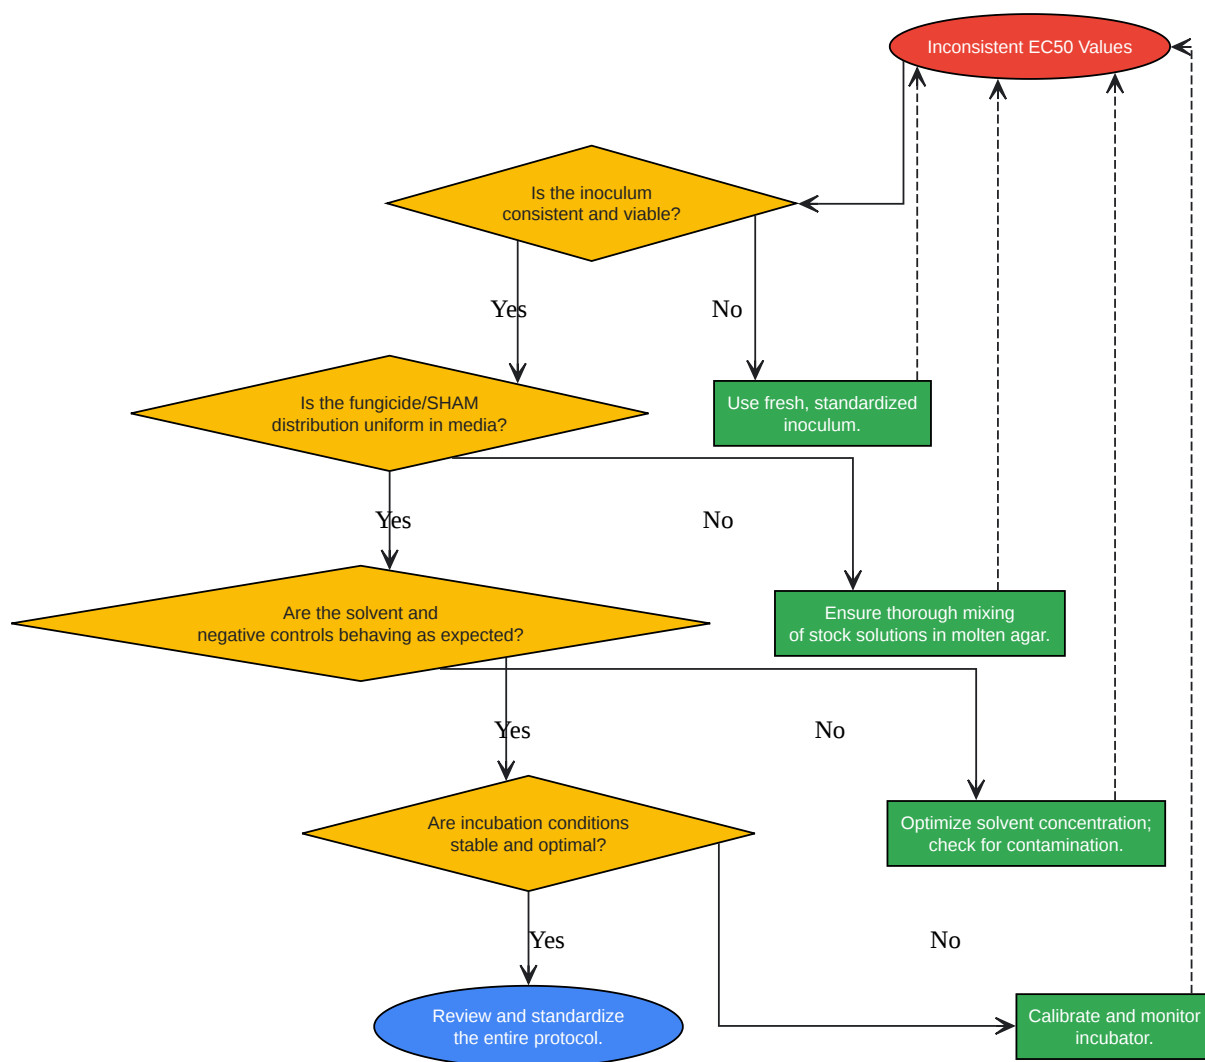 Inconsistent EC50 Values
Is the inoculum
consistent and viable?
Yes
No
Is the fungicide/SHAM
distribution uniform in media?
Use fresh, standardized
inoculum.
Yes
No
Are the solvent and
negative controls behaving as expected?
Ensure thorough mixing
of stock solutions in molten agar.
Yes
No
Are incubation conditions
stable and optimal?
Optimize solvent concentration;
check for contamination.
Yes
No
Review and standardize
the entire protocol.
Calibrate and monitor
incubator.